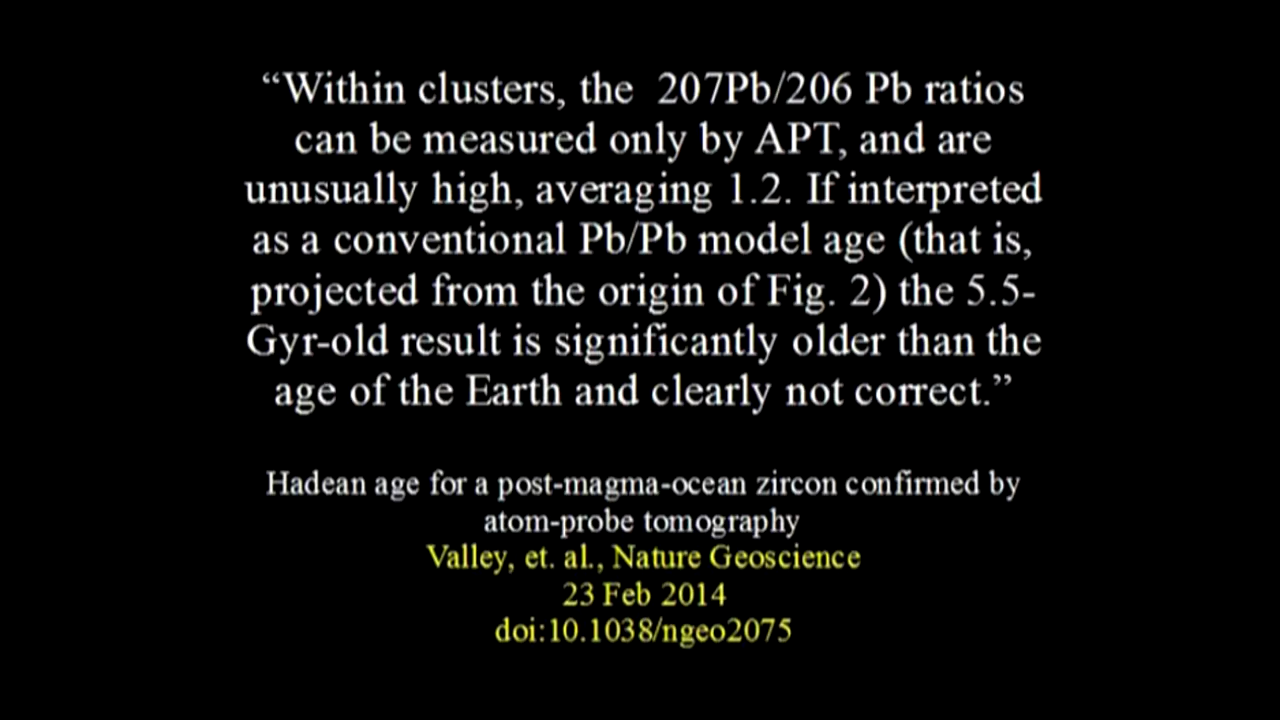 “Within clusters, the 207Pb/206 Pb ratios
can be measured only by APT, and are
unusually high, averaging 1.2. If interpreted
as a conventional Pb/Pb model age (that is,
projected from the origin of Fig. 2) the 5.5-
Gyr-old result is significantly older than the
age of the Earth and clearly not correct.”
Hadean age for a post-magma-ocean zircon confirmed by
atom-probe tomography
Valley, et. al., Nature Geoscience
23 Feb 2014
doi:10.1038/ngeo2075